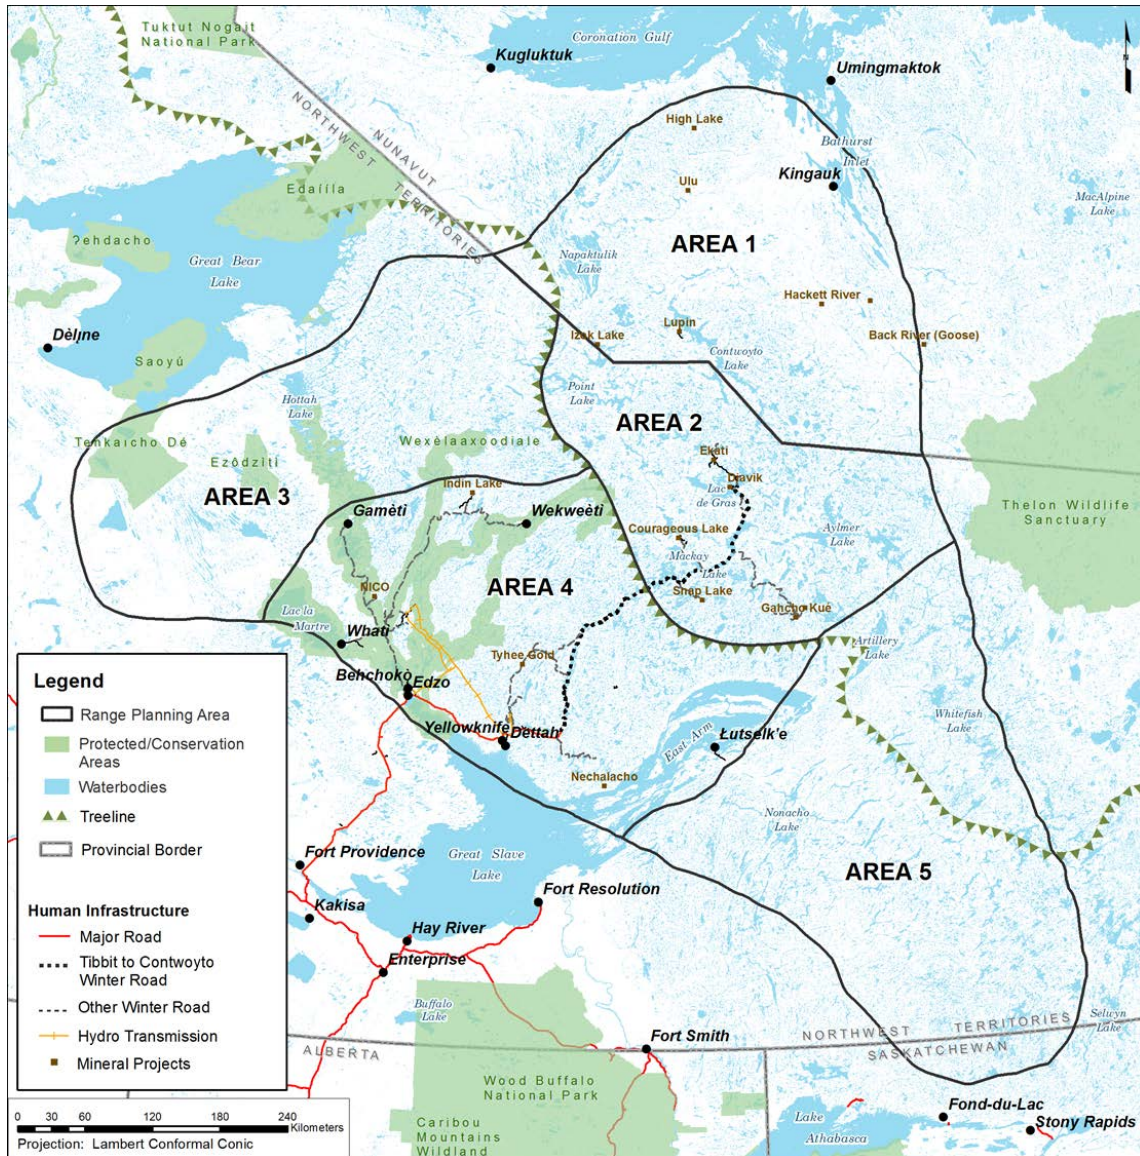 Tuktut Nogait
National Park
Kugluktuk
Coronation Gulf
Umingmaktok
N
NORTHWEST TERRITORIES
NUNAVUT
High Lake
Bathurst
Inlet
Ulu
Kingauk
MacAlpine
Lake
Edaííla
Ɂehdacho
Great Bear
Lake
AREA 1
Napaktulik
Lake
Hackett River
Lupin
Izok Lake
Back River (Goose)
Contwoyto
Lake
Dèlı̨ne
Saoyú
Hottah
Lake
Point
Lake
AREA 2
Tehkaicho Dé
Ezǫ̀dzìtı̀
Wexèlaaxoodiale
Ekati
Diavik
Lac
de Gras
AREA 3
Indin Lake
Gamètì
Wekweètì
Courageous Lake
Aylmer
Lake
Thelon Wildlife
Sanctuary
Mackay
Lake
AREA 4
NICO
Snap Lake
Gahcho Kué
Lac la
Martre
Whatì
Artillery
Lake
Tyhee Gold
Behchokò
Edzo
Yellowknife
Dettah
East-Arm
Łutselk'e
Whitefish
Lake
Nechalacho
Nonacho
Lake
AREA 5
Great Slave
Lake
Fort Providence
Kakisa
Fort Resolution
Hay River
Enterprise
Buffalo
Lake
Fort Smith
ALBERTA
NORTHWEST TERRITORIES
SASKATCHEWAN
Selwyn
Lake
Wood Buffalo
National Park
Caribou
Mountains
Wildland
Lake
Athabasca
Fond-du-Lac
Stony Rapids
Legend
Range Planning Area
Protected/Conservation
Areas
Waterbodies
Treeline
Provincial Border
Human Infrastructure
Major Road
Tibbit to Contwoyto
Winter Road
Other Winter Road
Hydro Transmission
Mineral Projects
0 30 60 120 180 240
Kilometers
Projection: Lambert Conformal Conic